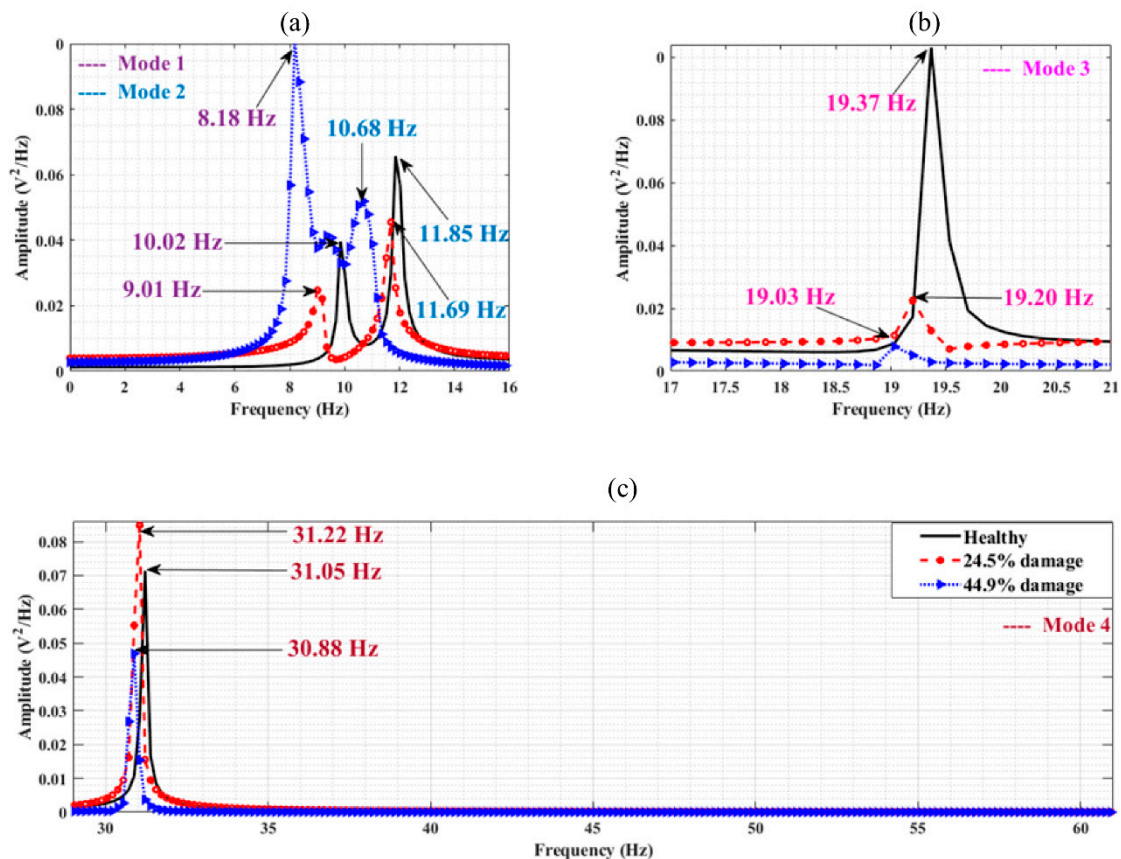 (a)
0
0.08
0.06
0.04
0.02
0
Amplitude (V²/Hz)
---- Mode 1
---- Mode 2
8.18 Hz
10.68 Hz
10.02 Hz
11.85 Hz
9.01 Hz
11.69 Hz
0 2 4 6 8 10 12 14 16
Frequency (Hz)
(b)
0
0.08
0.06
0.04
0.02
0
Amplitude (V²/Hz)
---- Mode 3
19.37 Hz
19.03 Hz
19.20 Hz
17 17.5 18 18.5 19 19.5 20 20.5 21
Frequency (Hz)
(c)
0.08
0.07
0.06
0.05
0.04
0.03
0.02
0.01
0
Amplitude (V²/Hz)
31.22 Hz
31.05 Hz
30.88 Hz
Healthy
24.5% damage
44.9% damage
---- Mode 4
30 35 40 45 50 55 60
Frequency (Hz)